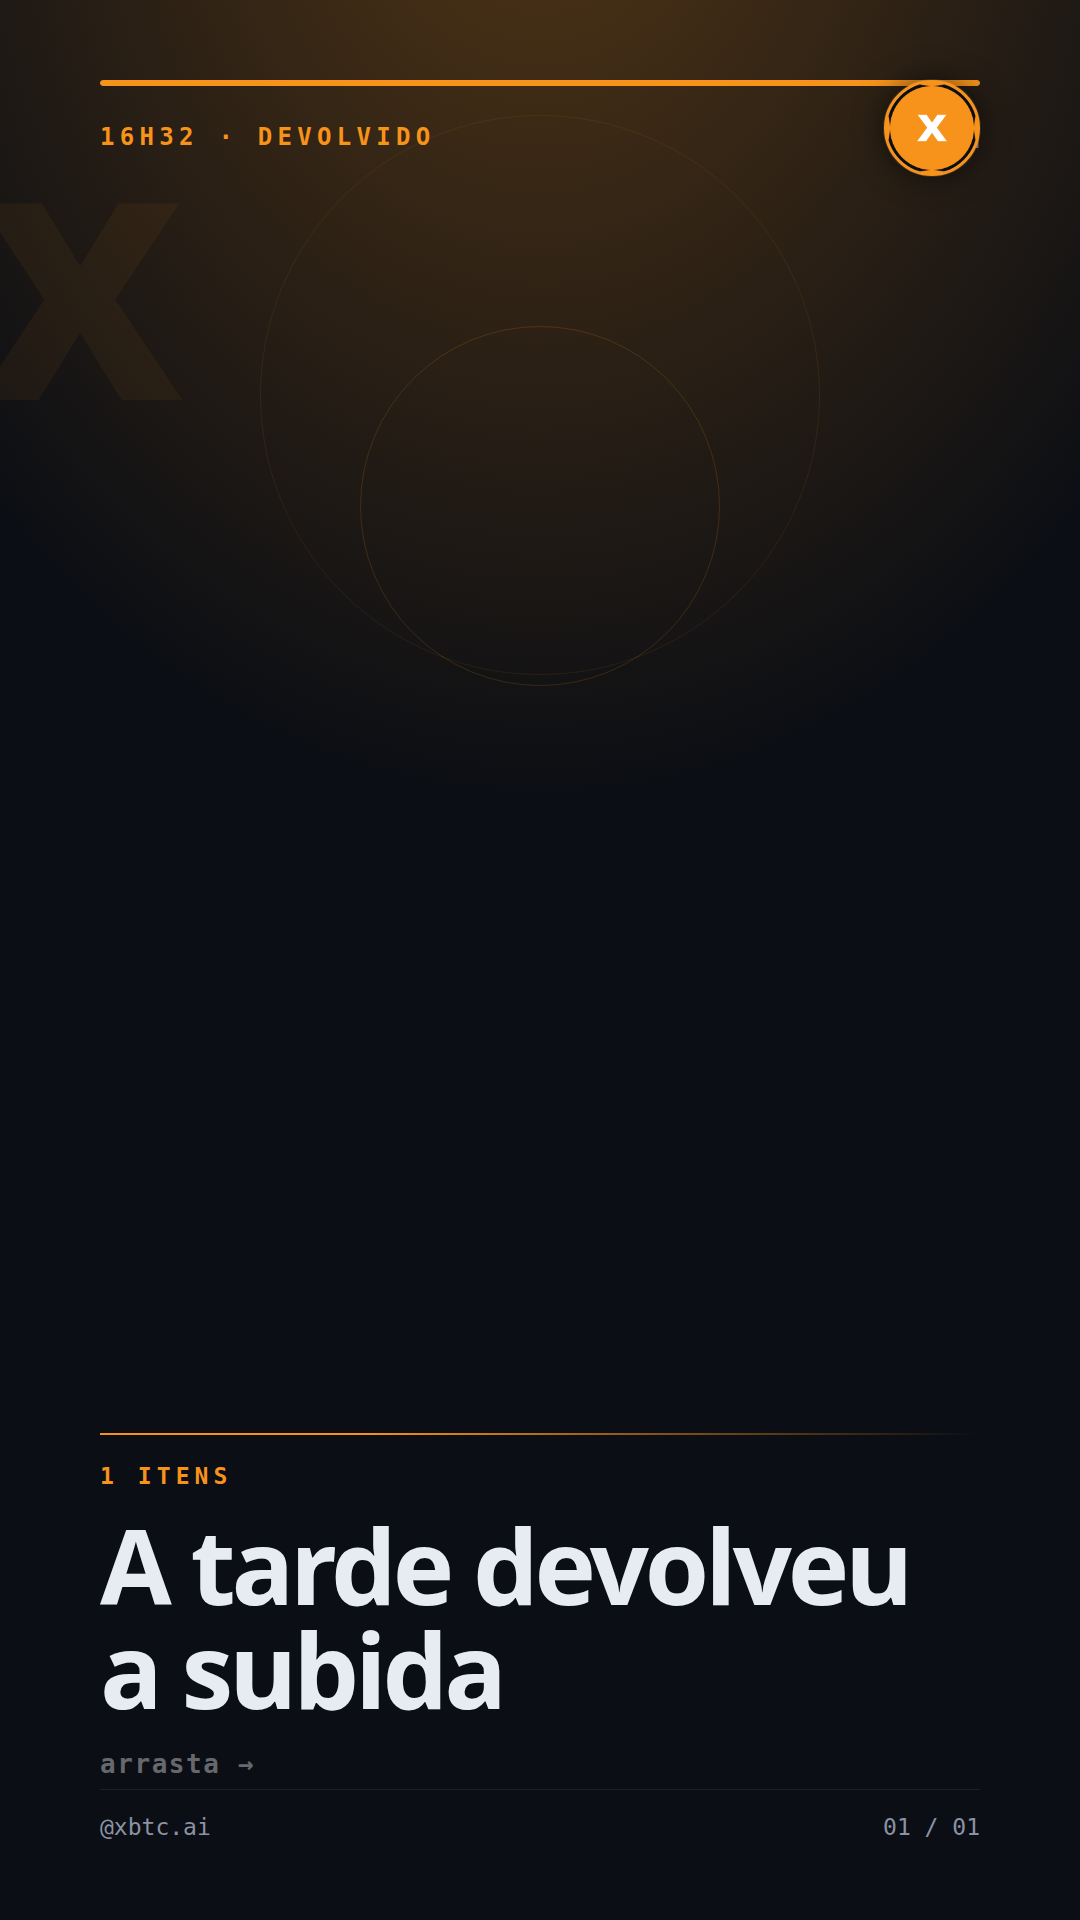 16H32 · DEVOLVIDO
x
x
1 ITENS
A tarde devolveu
a subida
arrasta →
@xbtc.ai
01 / 01